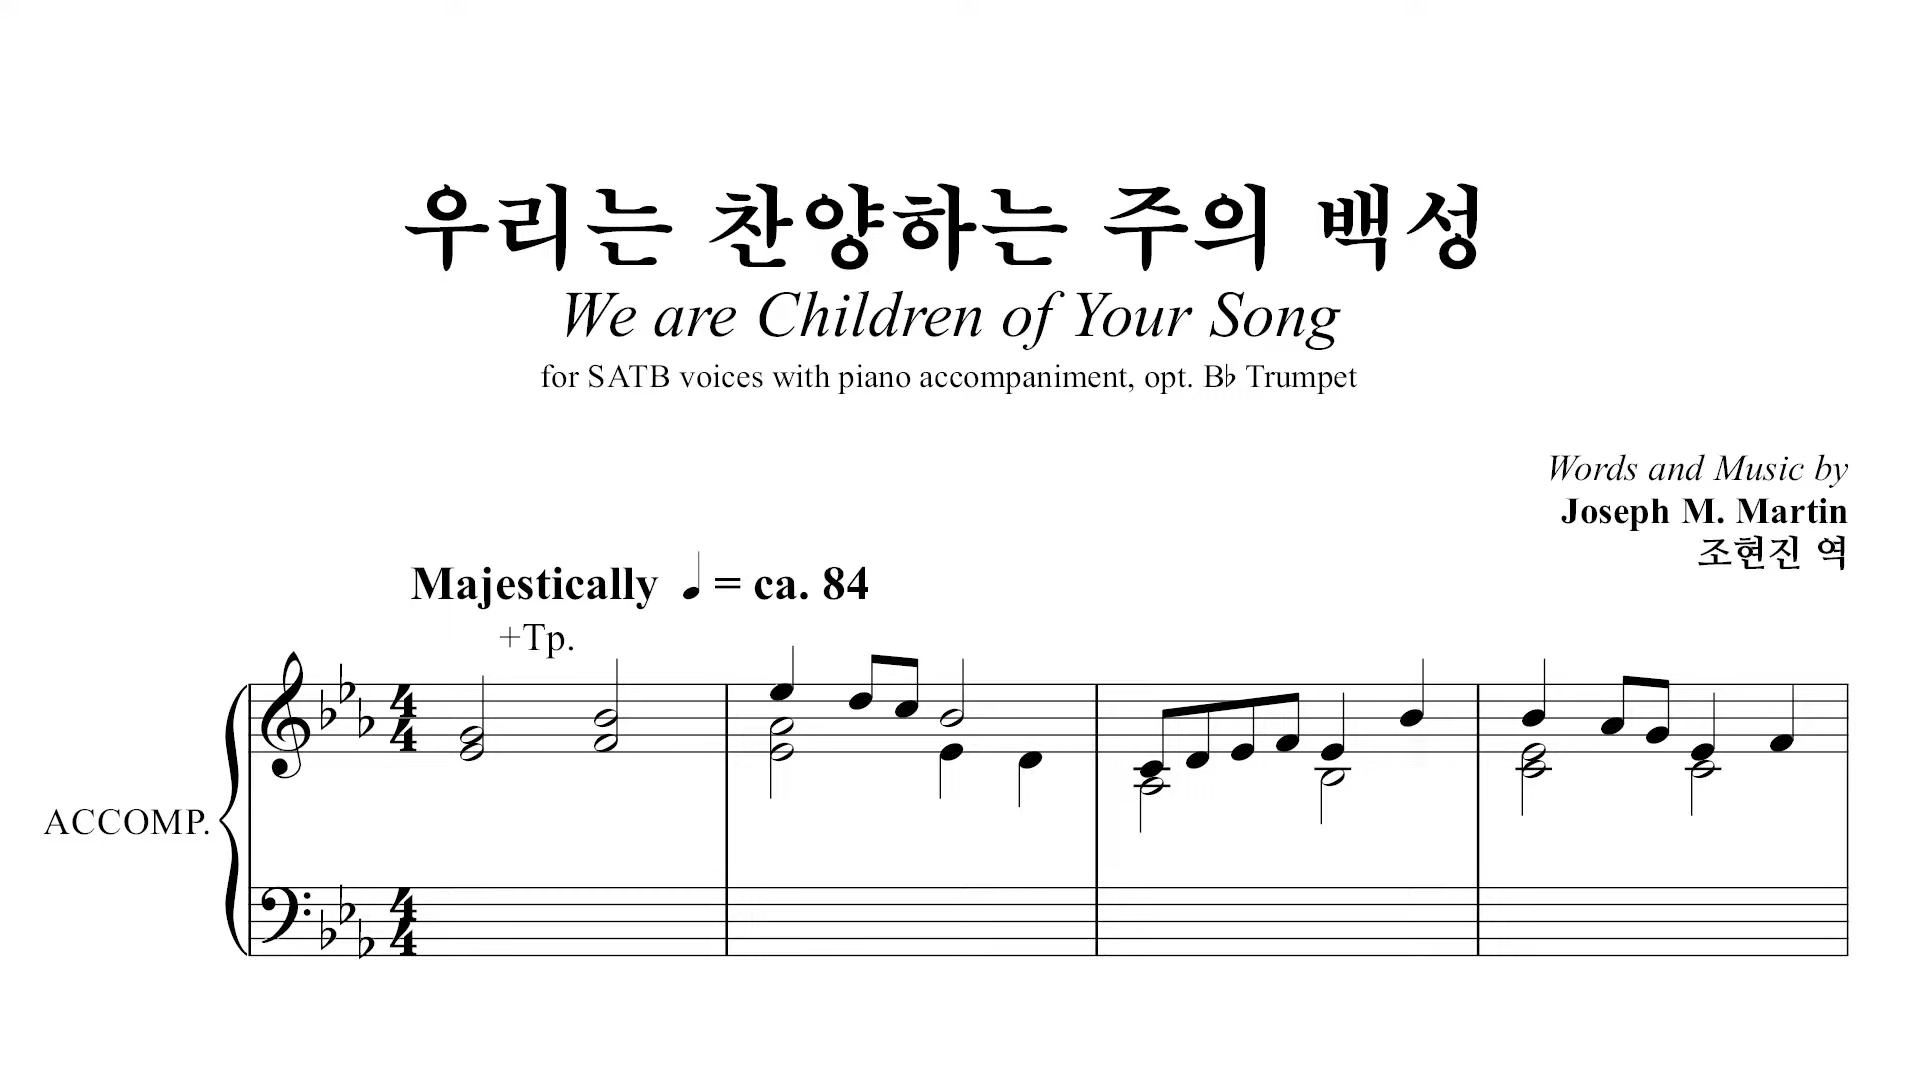 우리는 찬양하는 주의 백성
We are Children of Your Song
for SATB voices with piano accompaniment, opt. B♭ Trumpet
Words and Music by
Joseph M. Martin
조현진 역
Majestically ♩ = ca. 84
+Tp.
ACCOMP.